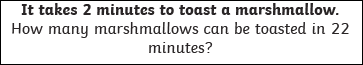 It takes 2 minutes to toast a marshmallow.
How many marshmallows can be toasted in 22
minutes?